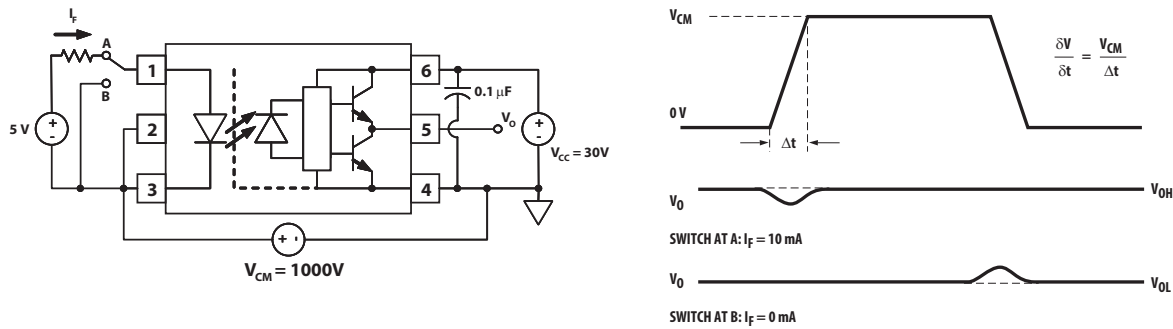 I_F
A
B
5 V
+
-
1
2
3
6
5
4
0.1 μF
V_O
+
-
V_CC = 30V
+ -
V_CM = 1000V
V_CM
0 V
Δt
δV
δt
=
V_CM
Δt
V_O
V_OH
SWITCH AT A: I_F = 10 mA
V_O
V_OL
SWITCH AT B: I_F = 0 mA